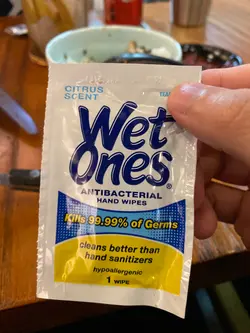 CITRUS
SCENT
Wet
Ones®
ANTIBACTERIAL
HAND WIPES
Kills 99.99% of Germs
cleans better than
hand sanitizers
hypoallergenic
1 WIPE